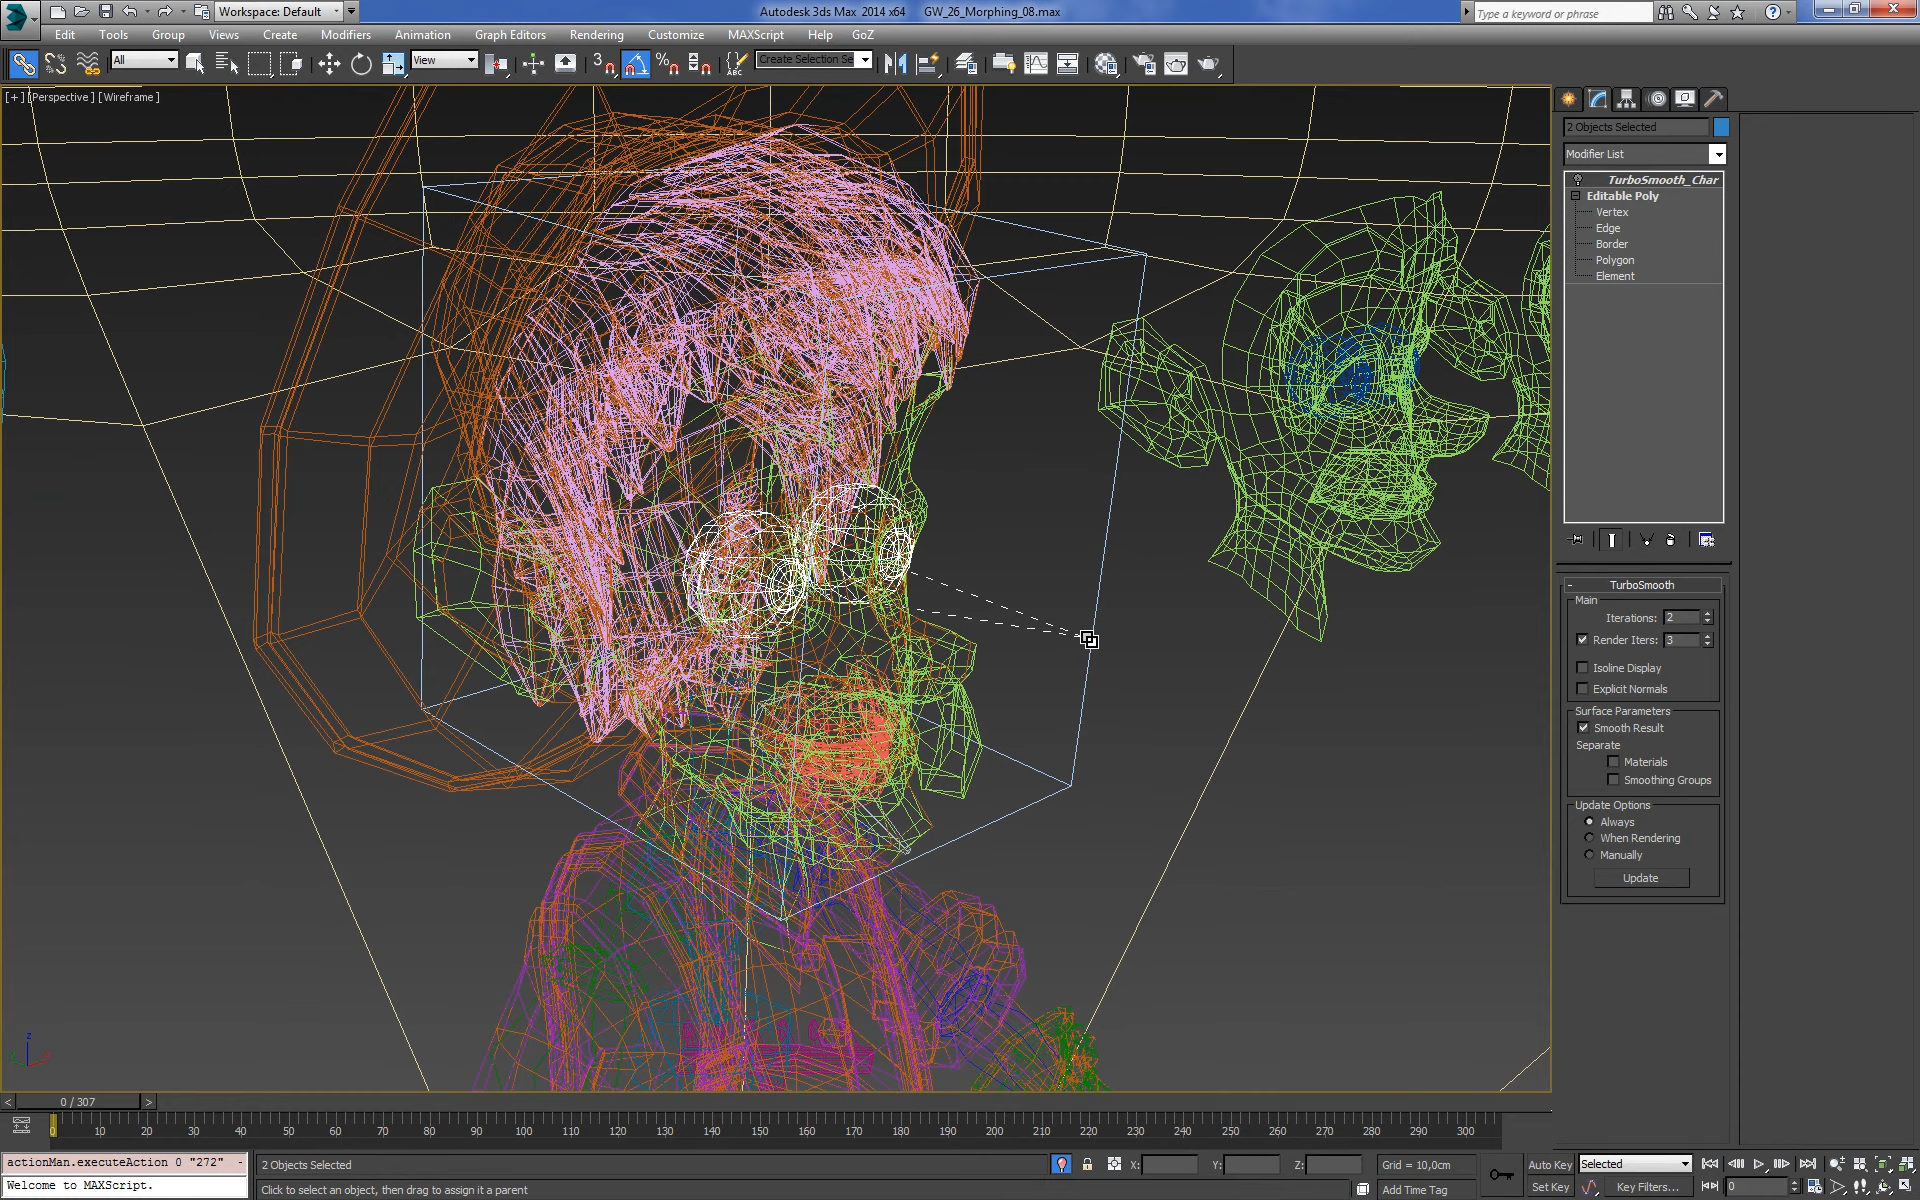 Workspace: Default
Autodesk 3ds Max 2014 x64 GW_26_Morphing_08.max
Type a keyword or phrase
Edit Tools Group Views Create Modifiers Animation Graph Editors Rendering Customize MAXScript Help GoZ
All
View
3
%
ABC
Create Selection Se
[+] [Perspective] [Wireframe]
2 Objects Selected
Modifier List
TurboSmooth_Char
Editable Poly
Vertex
Edge
Border
Polygon
Element
TurboSmooth
Main
Iterations: 2
Render Iters: 3
Isoline Display
Explicit Normals
Surface Parameters
Smooth Result
Separate
Materials
Smoothing Groups
Update Options
Always
When Rendering
Manually
Update
z
< 0 / 307 >
0 10 20 30 40 50 60 70 80 90 100 110 120 130 140 150 160 170 180 190 200 210 220 230 240 250 260 270 280 290 300
actionMan.executeAction 0 "272" -
Welcome to MAXScript.
2 Objects Selected
X: Y: Z:
Grid = 10,0cm
Auto Key
Selected
Click to select an object, then drag to assign it a parent
Add Time Tag
Set Key
Key Filters...
0